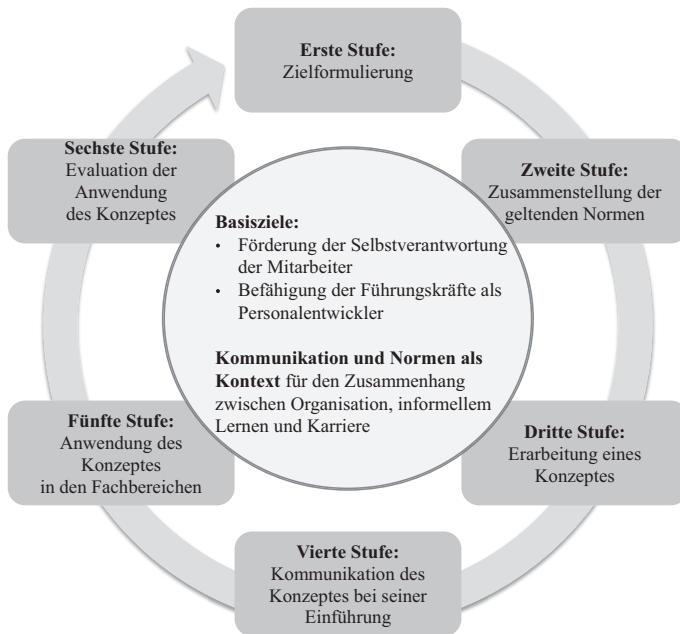 Erste Stufe:
Zielformulierung
Zweite Stufe:
Zusammenstellung der
geltenden Normen
Dritte Stufe:
Erarbeitung eines
Konzeptes
Vierte Stufe:
Kommunikation des
Konzeptes bei seiner
Einführung
Fünfte Stufe:
Anwendung des
Konzeptes
in den Fachbereichen
Sechste Stufe:
Evaluation der
Anwendung
des Konzeptes
Basisziele:
• Förderung der Selbstverantwortung
der Mitarbeiter
• Befähigung der Führungskräfte als
Personalentwickler
Kommunikation und Normen als
Kontext für den Zusammenhang
zwischen Organisation, informellem
Lernen und Karriere